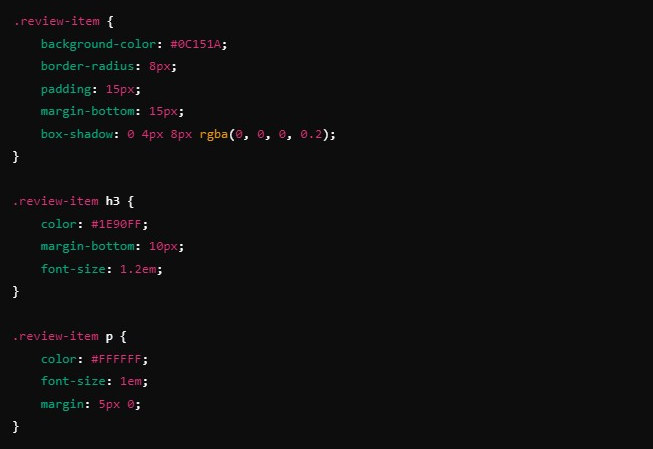 .review-item {
    background-color: #0C151A;
    border-radius: 8px;
    padding: 15px;
    margin-bottom: 15px;
    box-shadow: 0 4px 8px rgba(0, 0, 0, 0.2);
}

.review-item h3 {
    color: #1E90FF;
    margin-bottom: 10px;
    font-size: 1.2em;
}

.review-item p {
    color: #FFFFFF;
    font-size: 1em;
    margin: 5px 0;
}